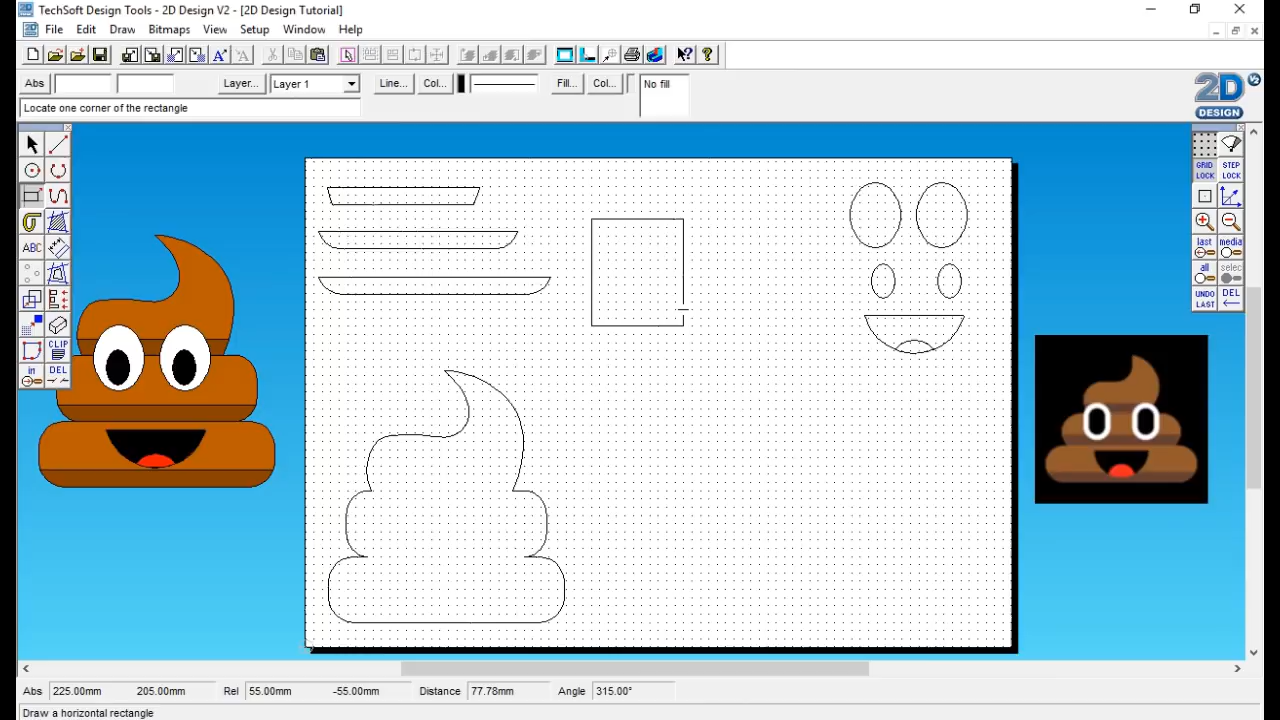 TechSoft Design Tools - 2D Design V2 - [2D Design Tutorial]
File Edit Draw Bitmaps View Setup Window Help
Abs Layer... Layer 1 Line... Col... Fill... Col... No fill
Locate one corner of the rectangle
2D V2
DESIGN
GRID LOCK STEP LOCK
ABC
last media
all selec
UNDO LAST DEL
CLIP
in DEL
Abs 225.00mm 205.00mm Rel 55.00mm -55.00mm Distance 77.78mm Angle 315.00°
Draw a horizontal rectangle